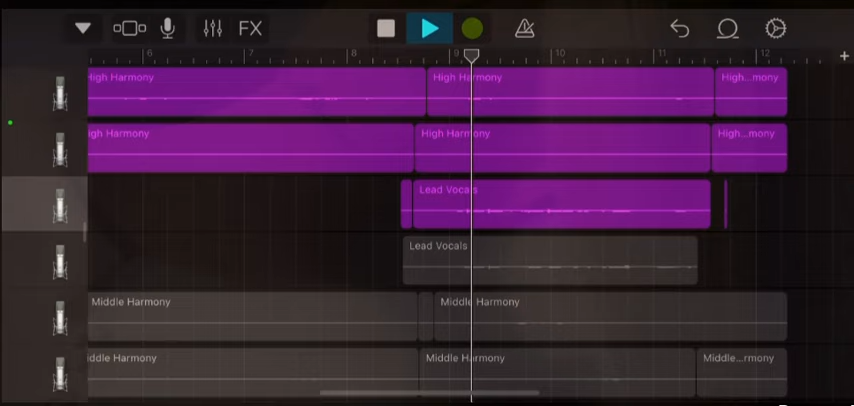 FX
6 7 8 9 10 11 12
High Harmony High Harmony High...mony
igh Harmony High Harmony High...mony
Lead Vocals
Lead Vocals
Middle Harmony Middle Harmony
iddle Harmony Middle Harmony Middle...rmony